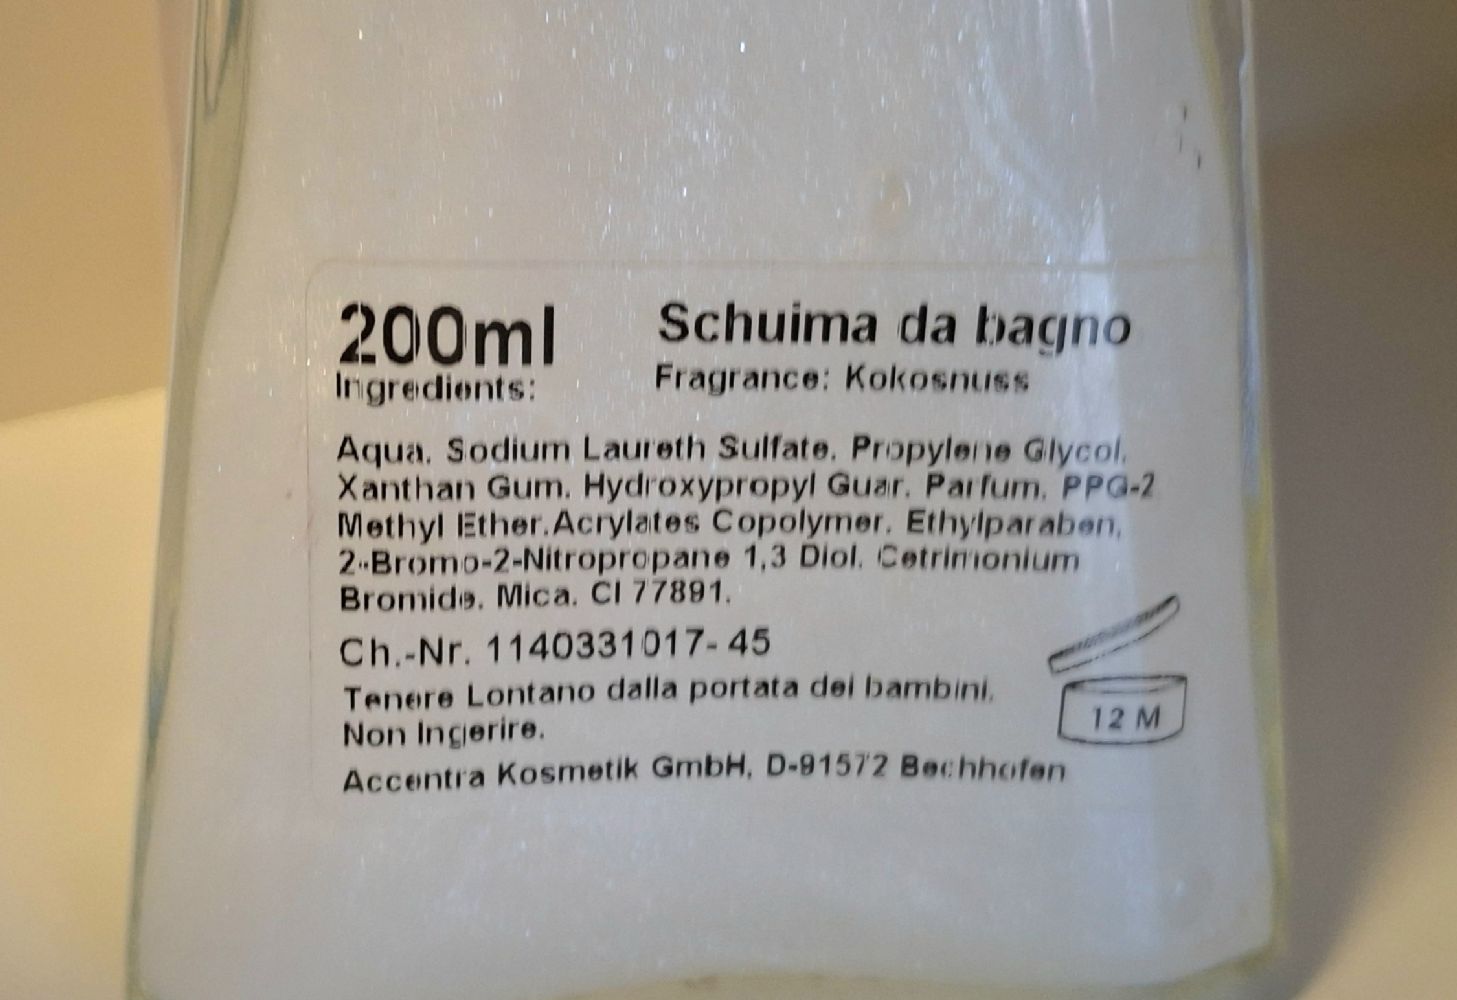 200ml
Schuima da bagno
Ingredients:
Fragrance: Kokosnuss
Aqua. Sodium Laureth Sulfate. Propylene Glycol.
Xanthan Gum. Hydroxypropyl Guar. Parfum. PPG-2
Methyl Ether.Acrylates Copolymer. Ethylparaben,
2-Bromo-2-Nitropropane 1,3 Diol. Cetrimonium
Bromide. Mica. CI 77891.
Ch.-Nr. 1140331017- 45
Tenere Lontano dalla portata dei bambini.
Non Ingerire.
12 M
Accentra Kosmetik GmbH, D-91572 Bechhofen